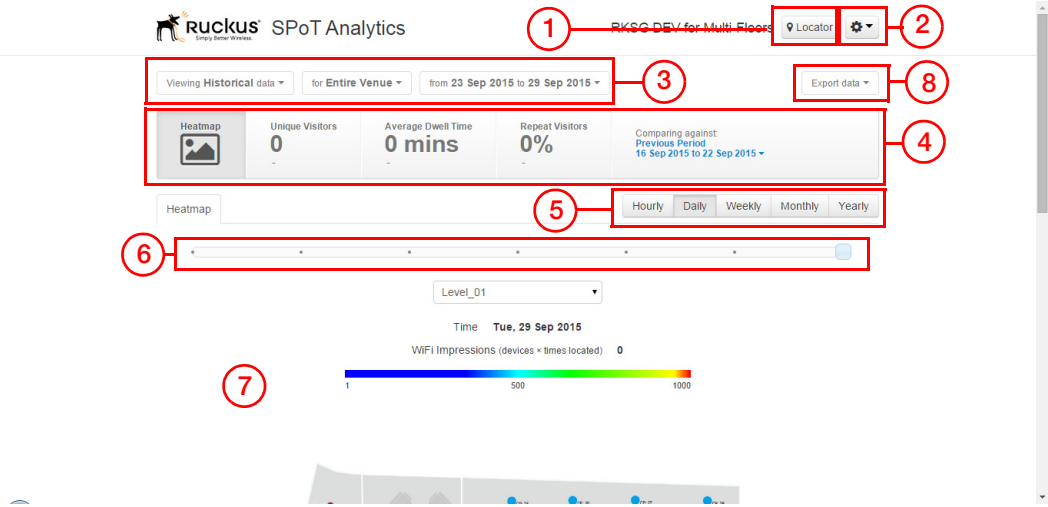 Ruckus® SPoT Analytics
Simply Better Wireless.
1
RKSG DEV for Multi-Floors
Locator
2
Viewing Historical data
for Entire Venue
from 23 Sep 2015 to 29 Sep 2015
3
Export data
8
Heatmap
Unique Visitors
0
-
Average Dwell Time
0 mins
-
Repeat Visitors
0%
-
Comparing against:
Previous Period
16 Sep 2015 to 22 Sep 2015
4
Heatmap
5
Hourly Daily Weekly Monthly Yearly
6
Level_01
Time Tue, 29 Sep 2015
WiFi Impressions (devices × times located) 0
7
1 500 1000